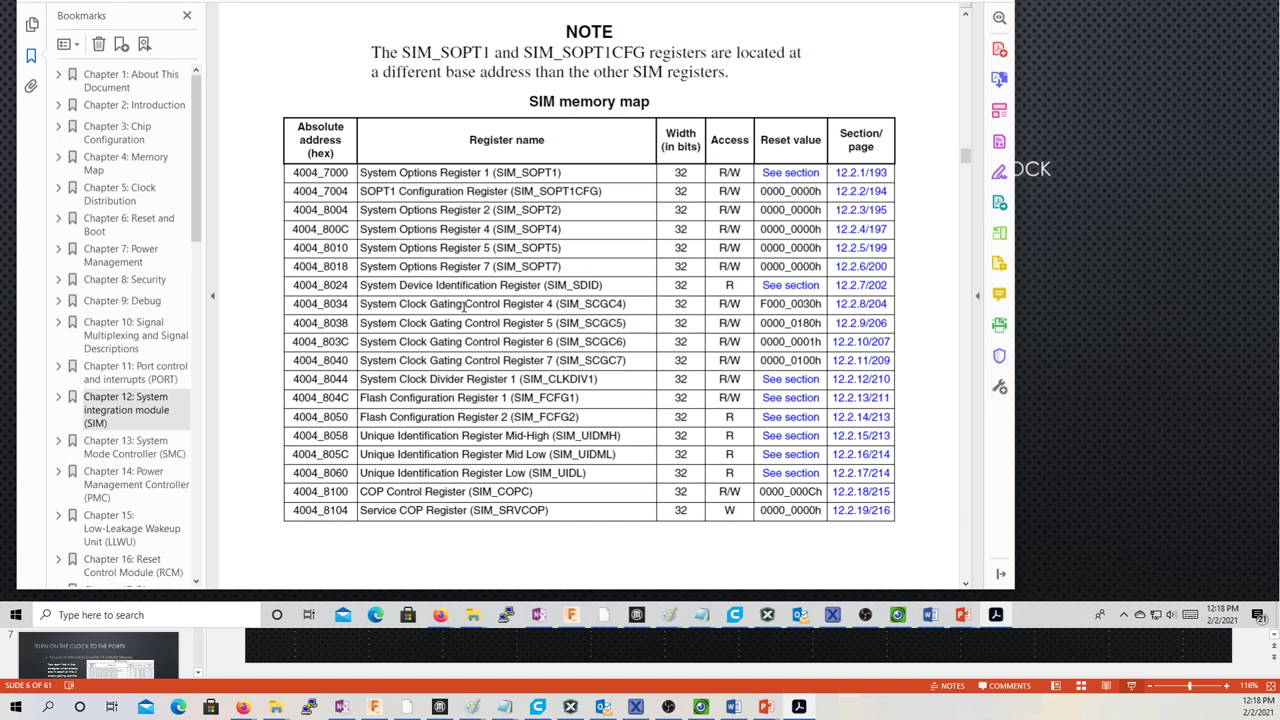 Bookmarks
Chapter 1: About This
Document
Chapter 2: Introduction
Chapter 3: Chip
Configuration
Chapter 4: Memory
Map
Chapter 5: Clock
Distribution
Chapter 6: Reset and
Boot
Chapter 7: Power
Management
Chapter 8: Security
Chapter 9: Debug
Chapter 10: Signal
Multiplexing and Signal
Descriptions
Chapter 11: Port control
and interrupts (PORT)
Chapter 12: System
integration module
(SIM)
Chapter 13: System
Mode Controller (SMC)
Chapter 14: Power
Management Controller
(PMC)
Chapter 15:
Low-Leakage Wakeup
Unit (LLWU)
Chapter 16: Reset
Control Module (RCM)
NOTE
The SIM_SOPT1 and SIM_SOPT1CFG registers are located at
a different base address than the other SIM registers.
SIM memory map
Absolute address (hex) Register name Width (in bits) Access Reset value Section/ page
4004_7000 System Options Register 1 (SIM_SOPT1) 32 R/W See section 12.2.1/193
4004_7004 SOPT1 Configuration Register (SIM_SOPT1CFG) 32 R/W 0000_0000h 12.2.2/194
4004_8004 System Options Register 2 (SIM_SOPT2) 32 R/W 0000_0000h 12.2.3/195
4004_800C System Options Register 4 (SIM_SOPT4) 32 R/W 0000_0000h 12.2.4/197
4004_8010 System Options Register 5 (SIM_SOPT5) 32 R/W 0000_0000h 12.2.5/199
4004_8018 System Options Register 7 (SIM_SOPT7) 32 R/W 0000_0000h 12.2.6/200
4004_8024 System Device Identification Register (SIM_SDID) 32 R See section 12.2.7/202
4004_8034 System Clock Gating Control Register 4 (SIM_SCGC4) 32 R/W F000_0030h 12.2.8/204
4004_8038 System Clock Gating Control Register 5 (SIM_SCGC5) 32 R/W 0000_0180h 12.2.9/206
4004_803C System Clock Gating Control Register 6 (SIM_SCGC6) 32 R/W 0000_0001h 12.2.10/207
4004_8040 System Clock Gating Control Register 7 (SIM_SCGC7) 32 R/W 0000_0100h 12.2.11/209
4004_8044 System Clock Divider Register 1 (SIM_CLKDIV1) 32 R/W See section 12.2.12/210
4004_804C Flash Configuration Register 1 (SIM_FCFG1) 32 R/W See section 12.2.13/211
4004_8050 Flash Configuration Register 2 (SIM_FCFG2) 32 R See section 12.2.14/213
4004_8058 Unique Identification Register Mid-High (SIM_UIDMH) 32 R See section 12.2.15/213
4004_805C Unique Identification Register Mid Low (SIM_UIDML) 32 R See section 12.2.16/214
4004_8060 Unique Identification Register Low (SIM_UIDL) 32 R See section 12.2.17/214
4004_8100 COP Control Register (SIM_COPC) 32 R/W 0000_000Ch 12.2.18/215
4004_8104 Service COP Register (SIM_SRVCOP) 32 W 0000_0000h 12.2.19/216
OCK
Type here to search
12:18 PM
2/2/2021
21
7
TURN ON THE CLOCK TO THE PORTX
SLIDE 6 OF 61
NOTES
COMMENTS
116%
12:18 PM
2/2/2021